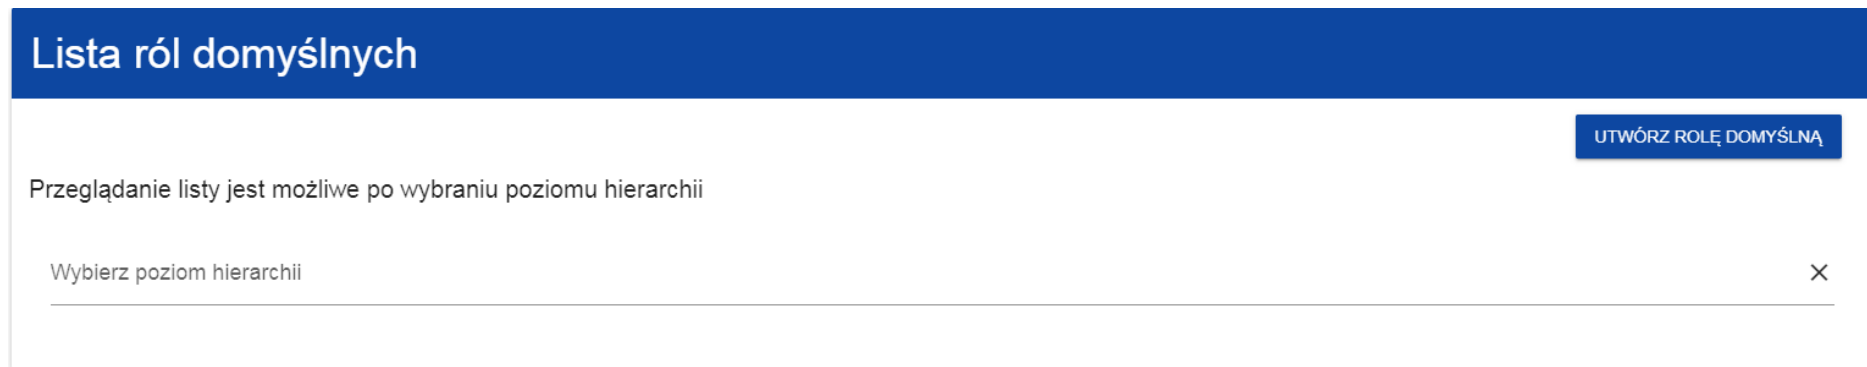 Lista ról domyślnych
UTWÓRZ ROLĘ DOMYŚLNĄ
Przeglądanie listy jest możliwe po wybraniu poziomu hierarchii
Wybierz poziom hierarchii